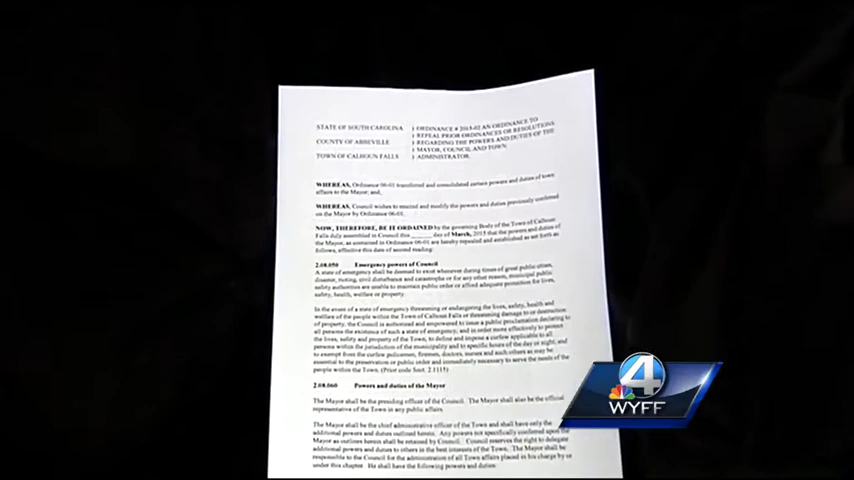 STATE OF SOUTH CAROLINA ) ORDINANCE # 2015-02 AN ORDINANCE TO
) REPEAL PRIOR ORDINANCES OR RESOLUTIONS
COUNTY OF ABBEVILLE ) REGARDING THE POWERS AND DUTIES OF THE
) MAYOR, COUNCIL AND TOWN
TOWN OF CALHOUN FALLS ) ADMINISTRATOR.
WHEREAS, Ordinance 06-01 transferred and consolidated certain powers and duties of town
affairs to the Mayor; and,
WHEREAS, Council wishes to rescind and modify the powers and duties previously conferred
on the Mayor by Ordinance 06-01.
NOW, THEREFORE, BE IT ORDAINED by the governing Body of the Town of Calhoun
Falls duly assembled in Council this ______ day of March, 2015 that the powers and duties of
the Mayor, as contained in Ordinance 06-01 are hereby repealed and established as set forth as
follows, effective this date of second reading:
2.08.050 Emergency powers of Council
A state of emergency shall be deemed to exist whenever during times of great public crises,
disaster, rioting, civil disturbance and catastrophe or for any other reason, municipal public
safety authorities are unable to maintain public order or afford adequate protection for lives,
safety, health, welfare or property.
In the event of a state of emergency threatening or endangering the lives, safety, health and
welfare of the people within the Town of Calhoun Falls or threatening damage to or destruction
of property, the Council is authorized and empowered to issue a public proclamation declaring to
all persons the existence of such a state of emergency, and in order more effectively to protect
the lives, safety and property of the Town, to define and impose a curfew applicable to all
persons within the jurisdiction of the municipality and to specific hours of the day or night; and
to exempt from the curfew policemen, firemen, doctors, nurses and such others as may be
essential to the preservation or public order and immediately necessary to serve the needs of the
people within the Town. (Prior code Sect. 2.1115)
2.08.060 Powers and duties of the Mayor
The Mayor shall be the presiding officer of the Council. The Mayor shall also be the official
representative of the Town in any public affairs.
The Mayor shall be the chief administrative officer of the Town and shall have only the
additional powers and duties outlined herein. Any powers not specifically conferred upon the
Mayor as outlines herein shall be retained by Council. Council reserves the right to delegate
additional powers and duties to others in the best interests of the Town. The Mayor shall be
responsible to the Council for the administration of all Town affairs placed in his charge by or
under this chapter. He shall have the following powers and duties:
4
WYFF